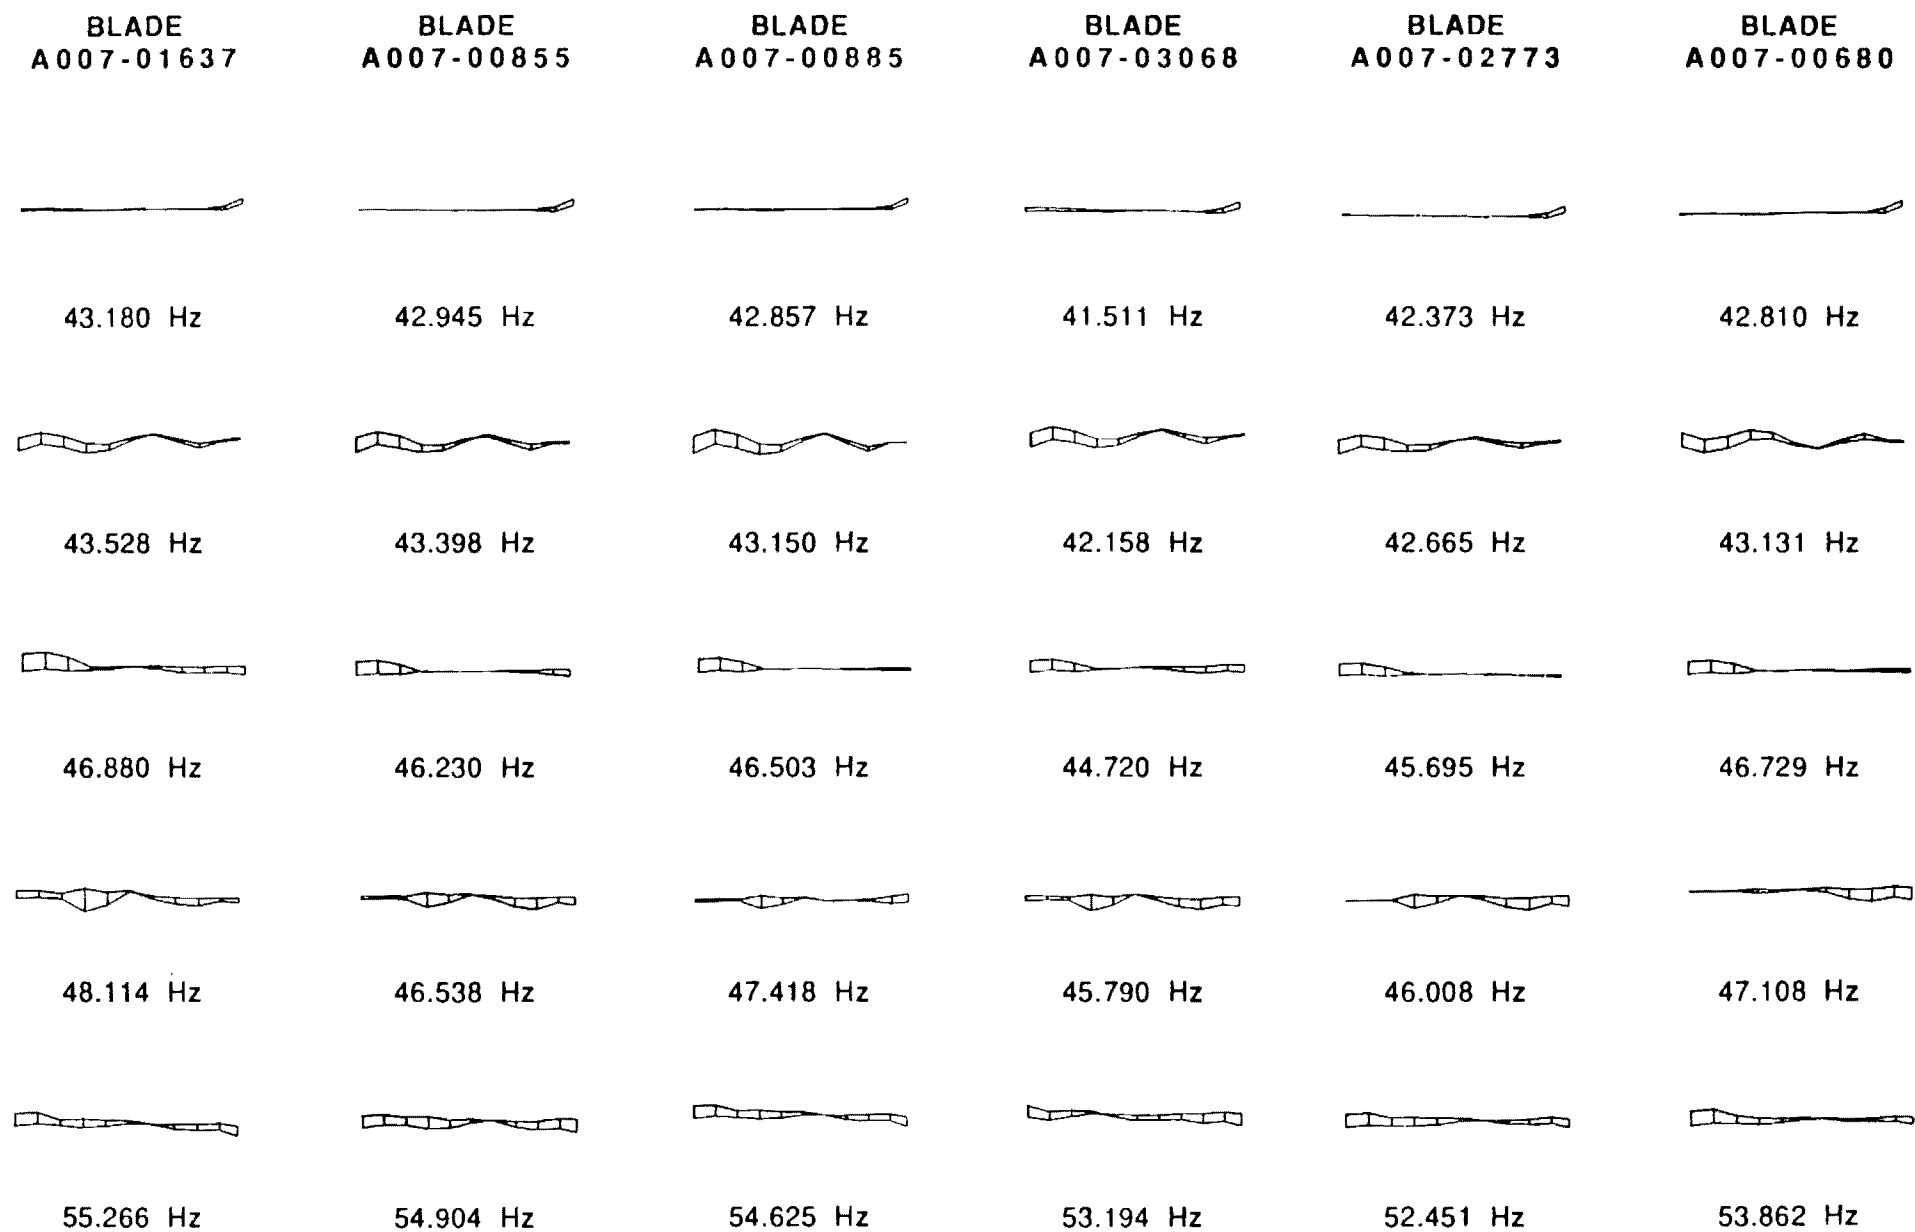 BLADE BLADE BLADE BLADE BLADE BLADE
A007-01637 A007-00855 A007-00885 A007-03068 A007-02773 A007-00680
43.180 Hz 42.945 Hz 42.857 Hz 41.511 Hz 42.373 Hz 42.810 Hz
43.528 Hz 43.398 Hz 43.150 Hz 42.158 Hz 42.665 Hz 43.131 Hz
46.880 Hz 46.230 Hz 46.503 Hz 44.720 Hz 45.695 Hz 46.729 Hz
48.114 Hz 46.538 Hz 47.418 Hz 45.790 Hz 46.008 Hz 47.108 Hz
55.266 Hz 54.904 Hz 54.625 Hz 53.194 Hz 52.451 Hz 53.862 Hz